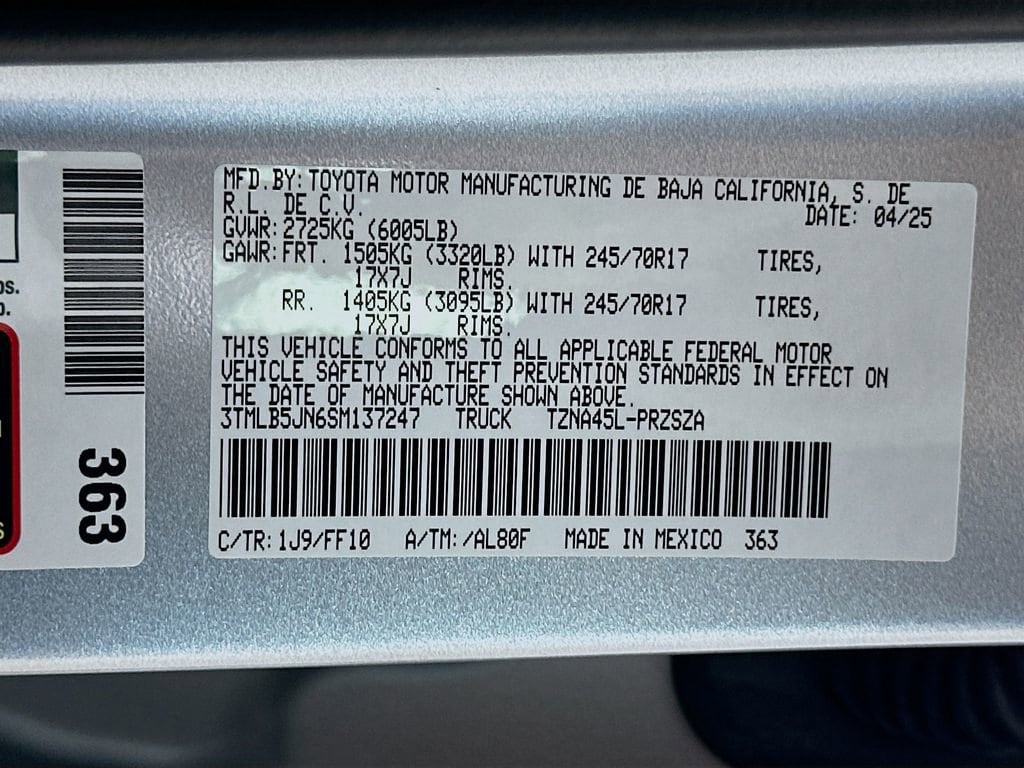 MFD.BY: TOYOTA MOTOR MANUFACTURING DE BAJA CALIFORNIA, S. DE
R.L. DE C.V. DATE: 04/25
GVWR: 2725KG (6005LB)
GAWR: FRT. 1505KG (3320LB) WITH 245/70R17 TIRES,
17X7J RIMS.
RR. 1405KG (3095LB) WITH 245/70R17 TIRES,
17X7J RIMS.
THIS VEHICLE CONFORMS TO ALL APPLICABLE FEDERAL MOTOR
VEHICLE SAFETY AND THEFT PREVENTION STANDARDS IN EFFECT ON
THE DATE OF MANUFACTURE SHOWN ABOVE.
3TMLB5JN6SM137247 TRUCK TZNA45L-PRZSZA
C/TR: 1J9/FF10 A/TM: /AL80F MADE IN MEXICO 363
363